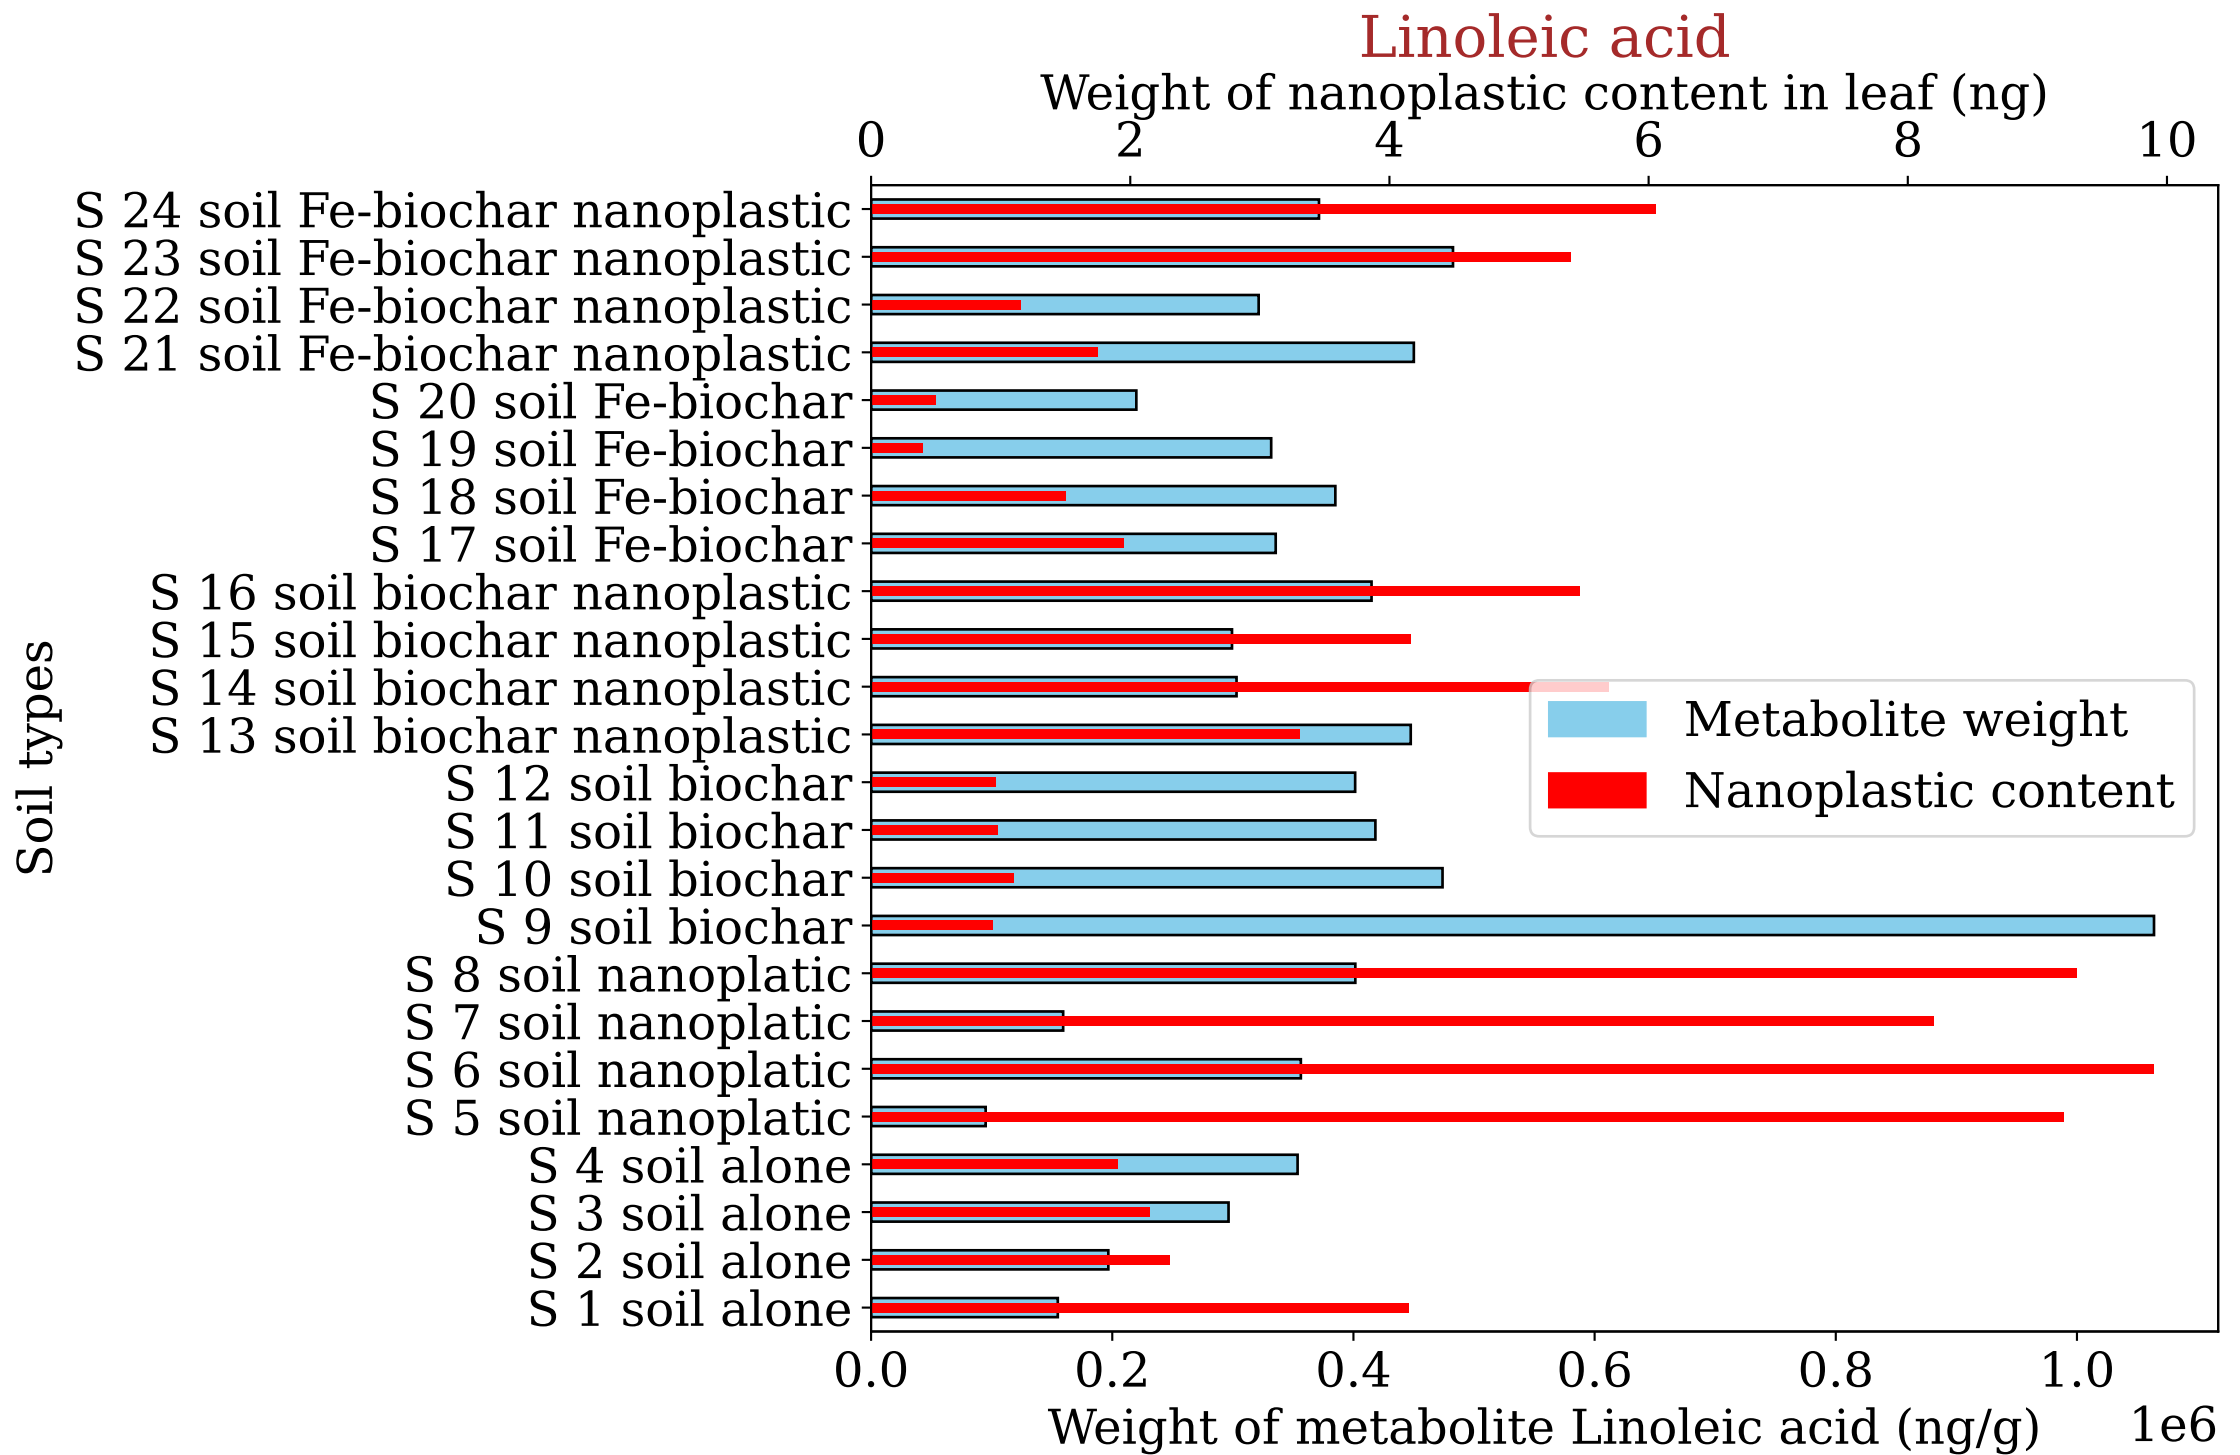 Linoleic acid
Weight of nanoplastic content in leaf (ng)
0 2 4 6 8 10
S 24 soil Fe-biochar nanoplastic
S 23 soil Fe-biochar nanoplastic
S 22 soil Fe-biochar nanoplastic
S 21 soil Fe-biochar nanoplastic
S 20 soil Fe-biochar
S 19 soil Fe-biochar
S 18 soil Fe-biochar
S 17 soil Fe-biochar
S 16 soil biochar nanoplastic
S 15 soil biochar nanoplastic
S 14 soil biochar nanoplastic
S 13 soil biochar nanoplastic
S 12 soil biochar
S 11 soil biochar
S 10 soil biochar
S 9 soil biochar
S 8 soil nanoplatic
S 7 soil nanoplatic
S 6 soil nanoplatic
S 5 soil nanoplatic
S 4 soil alone
S 3 soil alone
S 2 soil alone
S 1 soil alone
Soil types
Metabolite weight
Nanoplastic content
0.0 0.2 0.4 0.6 0.8 1.0
Weight of metabolite Linoleic acid (ng/g)
1e6